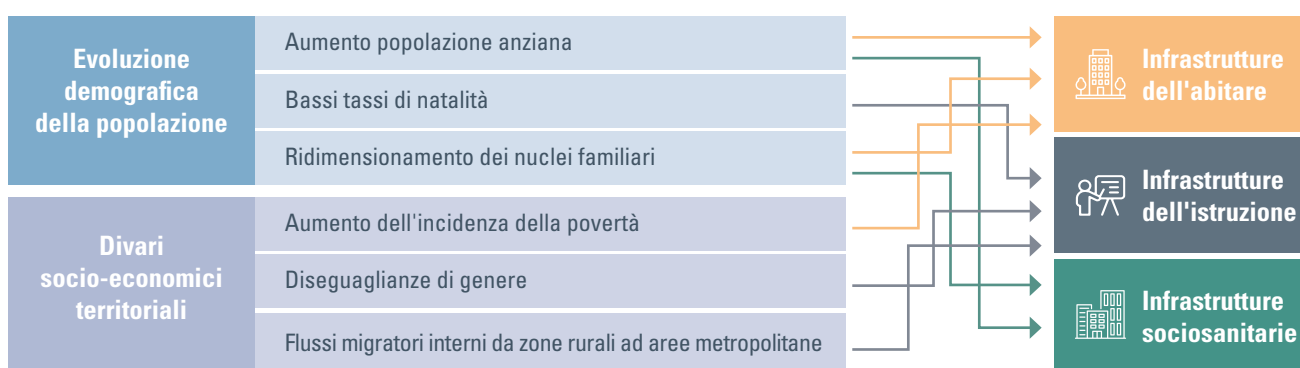 Evoluzione
demografica
della popolazione
Aumento popolazione anziana
Bassi tassi di natalità
Ridimensionamento dei nuclei familiari
Divari
socio-economici
territoriali
Aumento dell'incidenza della povertà
Diseguaglianze di genere
Flussi migratori interni da zone rurali ad aree metropolitane
Infrastrutture
dell'abitare
Infrastrutture
dell'istruzione
Infrastrutture
sociosanitarie